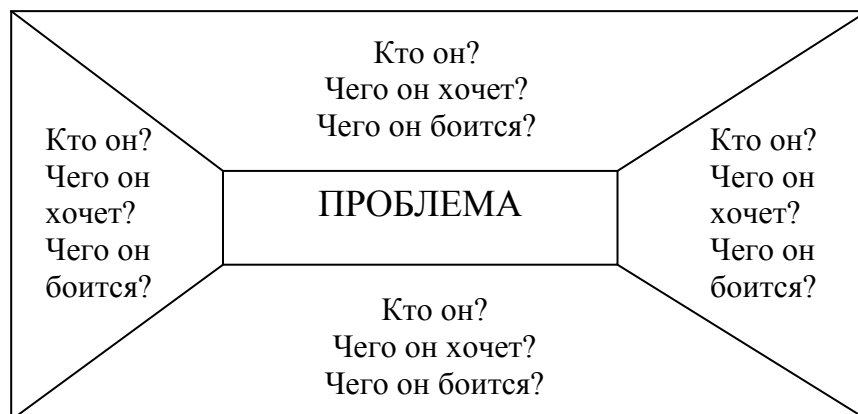 Кто он?
Чего он хочет?
Чего он боится?
Кто он?
Чего он
хочет?
Чего он
боится?
ПРОБЛЕМА
Кто он?
Чего он
хочет?
Чего он
боится?
Кто он?
Чего он хочет?
Чего он боится?